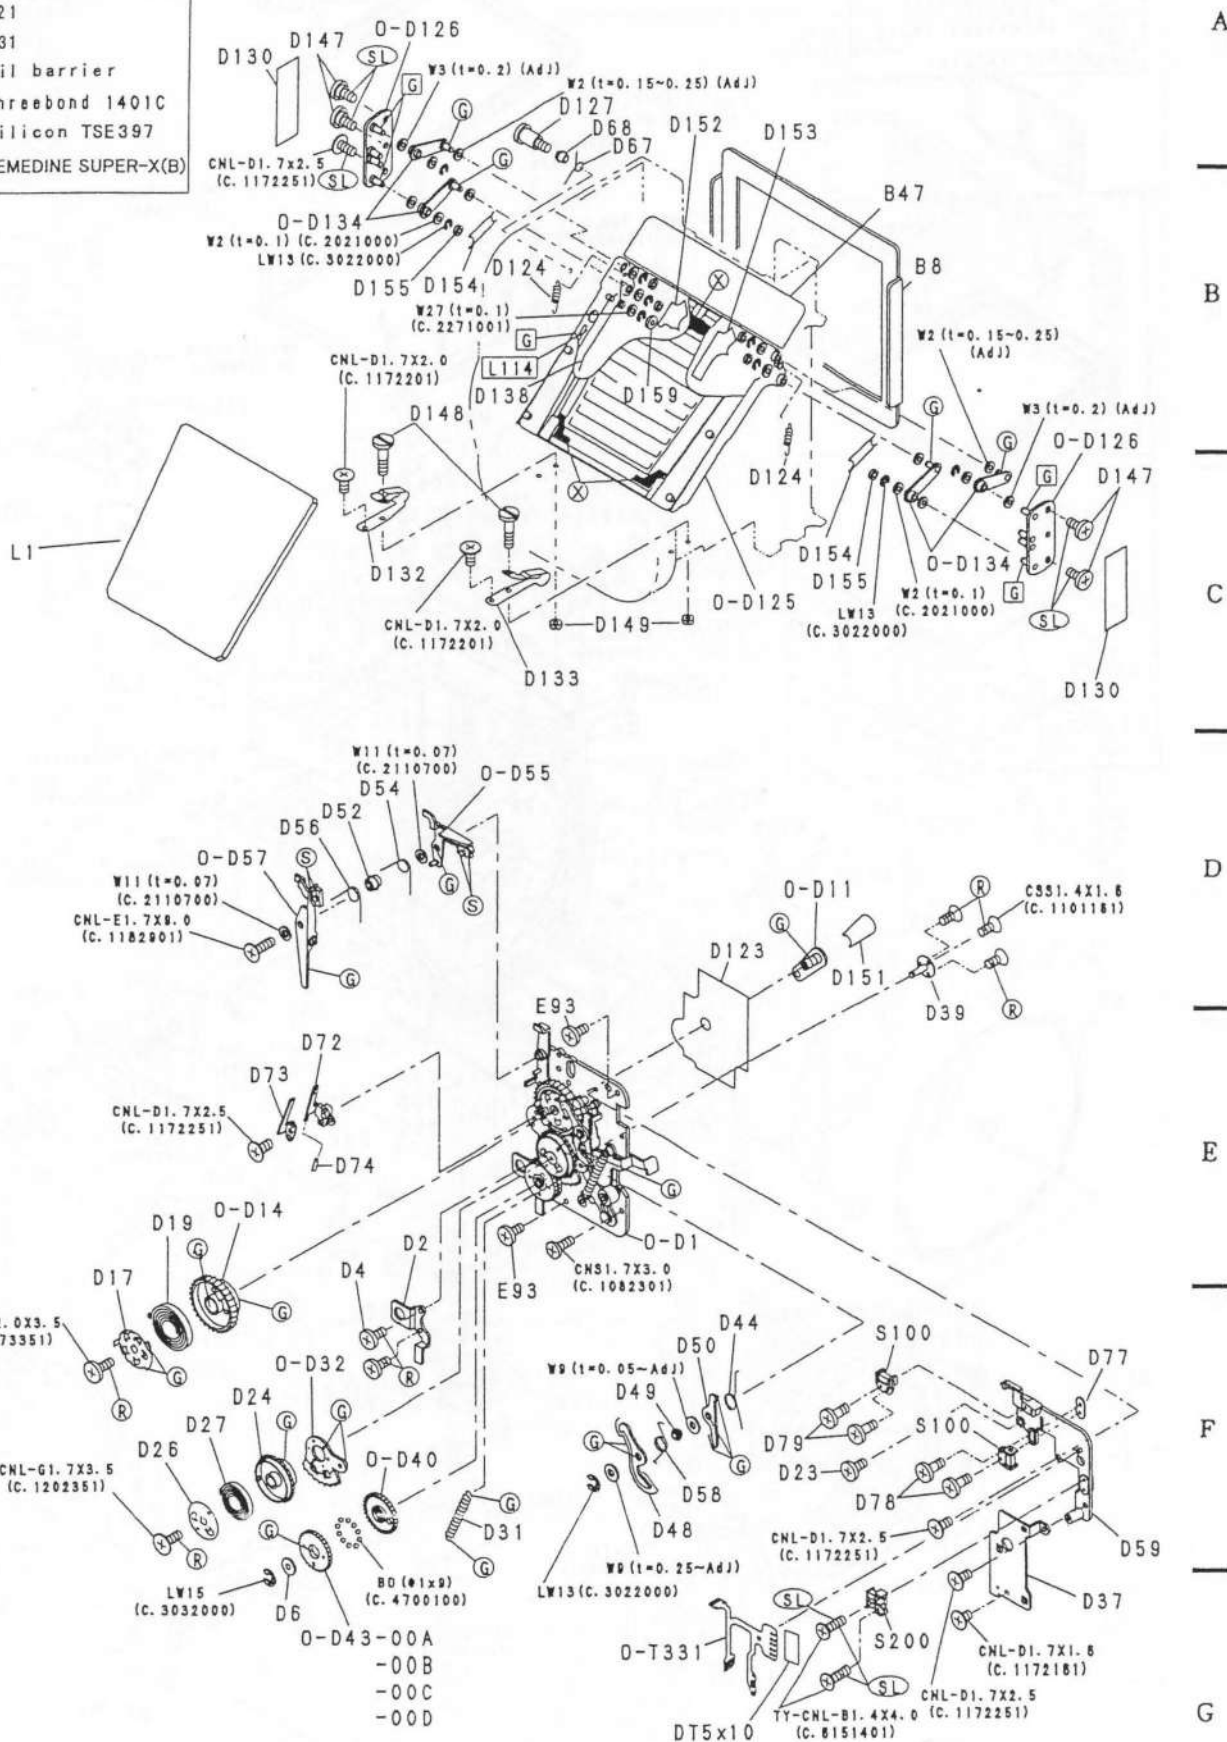 21
31
il barrier
hreebond 1401C
ilicon TSE397
EMEDINE SUPER-X(B)
A
B
C
D
E
F
G
O-D126
D147
D130
SL
G
W3(t=0.2)(AdJ)
W2(t=0.15~0.25)(AdJ)
G
D127
D68
D67
D152
D153
B47
B8
CNL-D1.7x2.5
(C.1172251)
SL
G
O-D134
W2(t=0.1)(C.2021000)
LW13(C.3022000)
D155
D154
D124
X
W27(t=0.1)
(C.2271001)
G
L114
D138
D159
W2(t=0.15~0.25)
(AdJ)
CNL-D1.7X2.0
(C.1172201)
D148
G
W3(t=0.2)(AdJ)
G
O-D126
G
D147
D124
X
L1
D132
D154
D155
O-D134
G
W2(t=0.1)
(C.2021000)
LW13
(C.3022000)
SL
O-D125
CNL-D1.7X2.0
(C.1172201)
D149
D133
D130
W11(t=0.07)
(C.2110700)
O-D55
D54
D52
D56
O-D57
S
W11(t=0.07)
(C.2110700)
CNL-E1.7X9.0
(C.1182901)
G
S
G
O-D11
G
D123
D151
R
CSS1.4X1.6
(C.1101161)
D39
R
E93
D72
D73
CNL-D1.7X2.5
(C.1172251)
D74
G
O-D14
D19
G
D17
G
D2
D4
O-D1
E93
CNS1.7X3.0
(C.1082301)
.0X3.5
73351)
R
G
R
D44
D50
S100
D77
O-D32
W9(t=0.05~AdJ)
D49
D24
G
G
D27
D26
G
G
D79
S100
D23
D78
CNL-G1.7X3.5
(C.1202351)
O-D40
G
D58
D48
R
G
D31
G
CNL-D1.7X2.5
(C.1172251)
D59
LW15
(C.3032000)
D6
B0(φ1x9)
(C.4700100)
W9(t=0.25~AdJ)
LW13(C.3022000)
D37
O-D43-00A
-00B
-00C
-00D
SL
O-T331
S200
CNL-D1.7X1.6
(C.1172161)
SL
CNL-D1.7X2.5
(C.1172251)
TY-CNL-B1.4X4.0
(C.6151401)
DT5x10